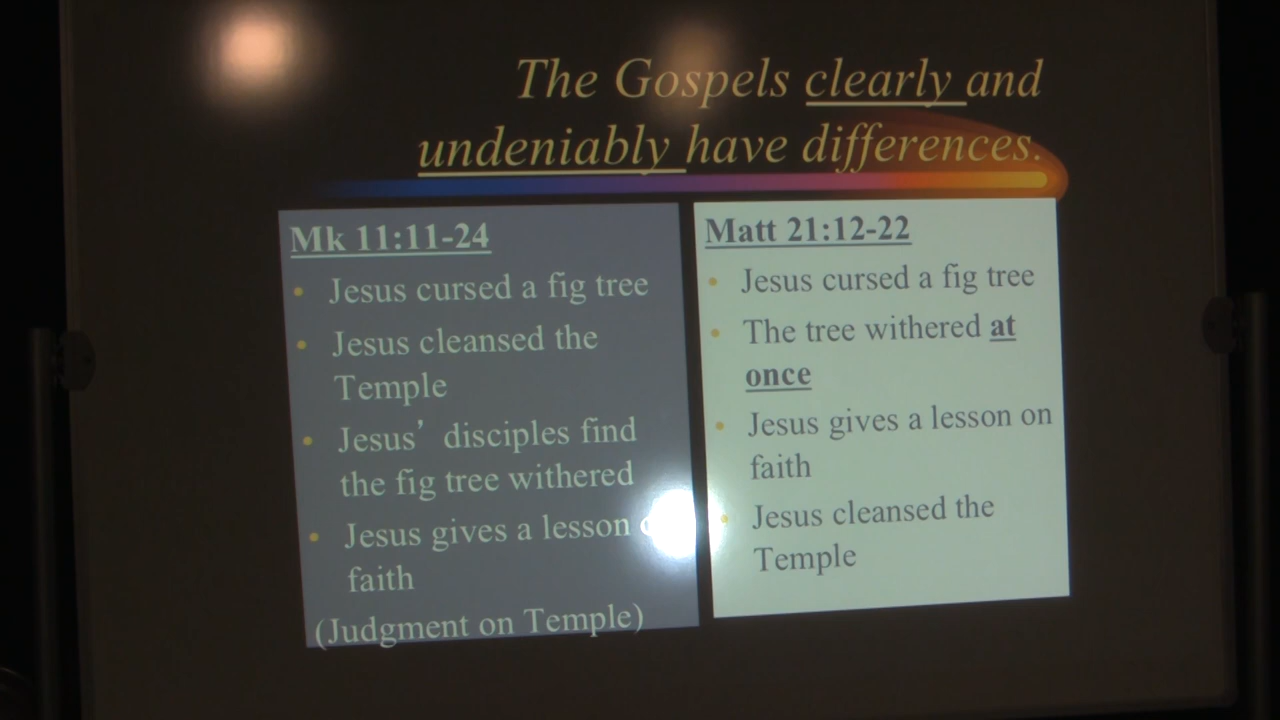 The Gospels clearly and
undeniably have differences.
Mk 11:11-24
• Jesus cursed a fig tree
• Jesus cleansed the
Temple
• Jesus’ disciples find
the fig tree withered
• Jesus gives a lesson
faith
(Judgment on Temple)
Matt 21:12-22
• Jesus cursed a fig tree
• The tree withered at
once
• Jesus gives a lesson on
faith
• Jesus cleansed the
Temple